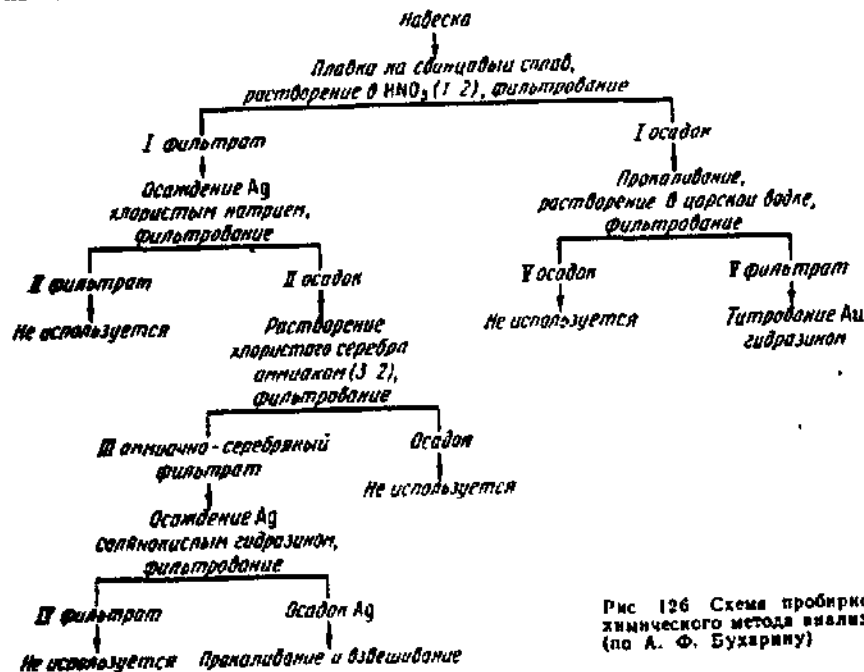 Навеска
Плавка на свинцовый сплав,
растворение в HNO₃ (1 2), фильтрование
I фильтрат
I осадок
Осаждение Ag
хлористым натрием,
фильтрование
Прокаливание,
растворение в царской водке,
фильтрование
II фильтрат
II осадок
V осадок
V фильтрат
Не используется
Растворение
хлористого серебра
аммиаком (3 2),
фильтрование
Не используется
Титрование Au
гидразином
III аммиачно-серебряный
фильтрат
Осадок
Не используется
Осаждение Ag
солянокислым гидразином,
фильтрование
IV фильтрат
Осадок Ag
Не используется
Прокаливание и взвешивание
Рис 126 Схема пробирно
химического метода анализ
(по А. Ф. Бухарину)